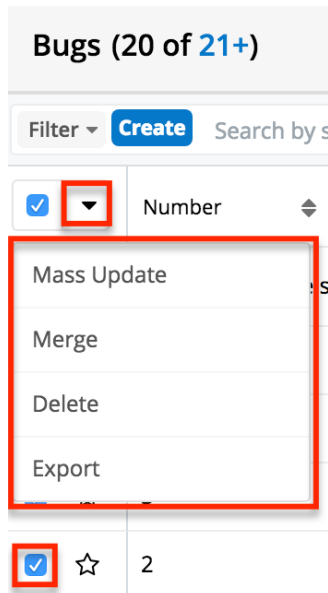 Bugs (20 of 21+)
Filter Create Search by s
Number
Mass Update
Merge
Delete
Export
2